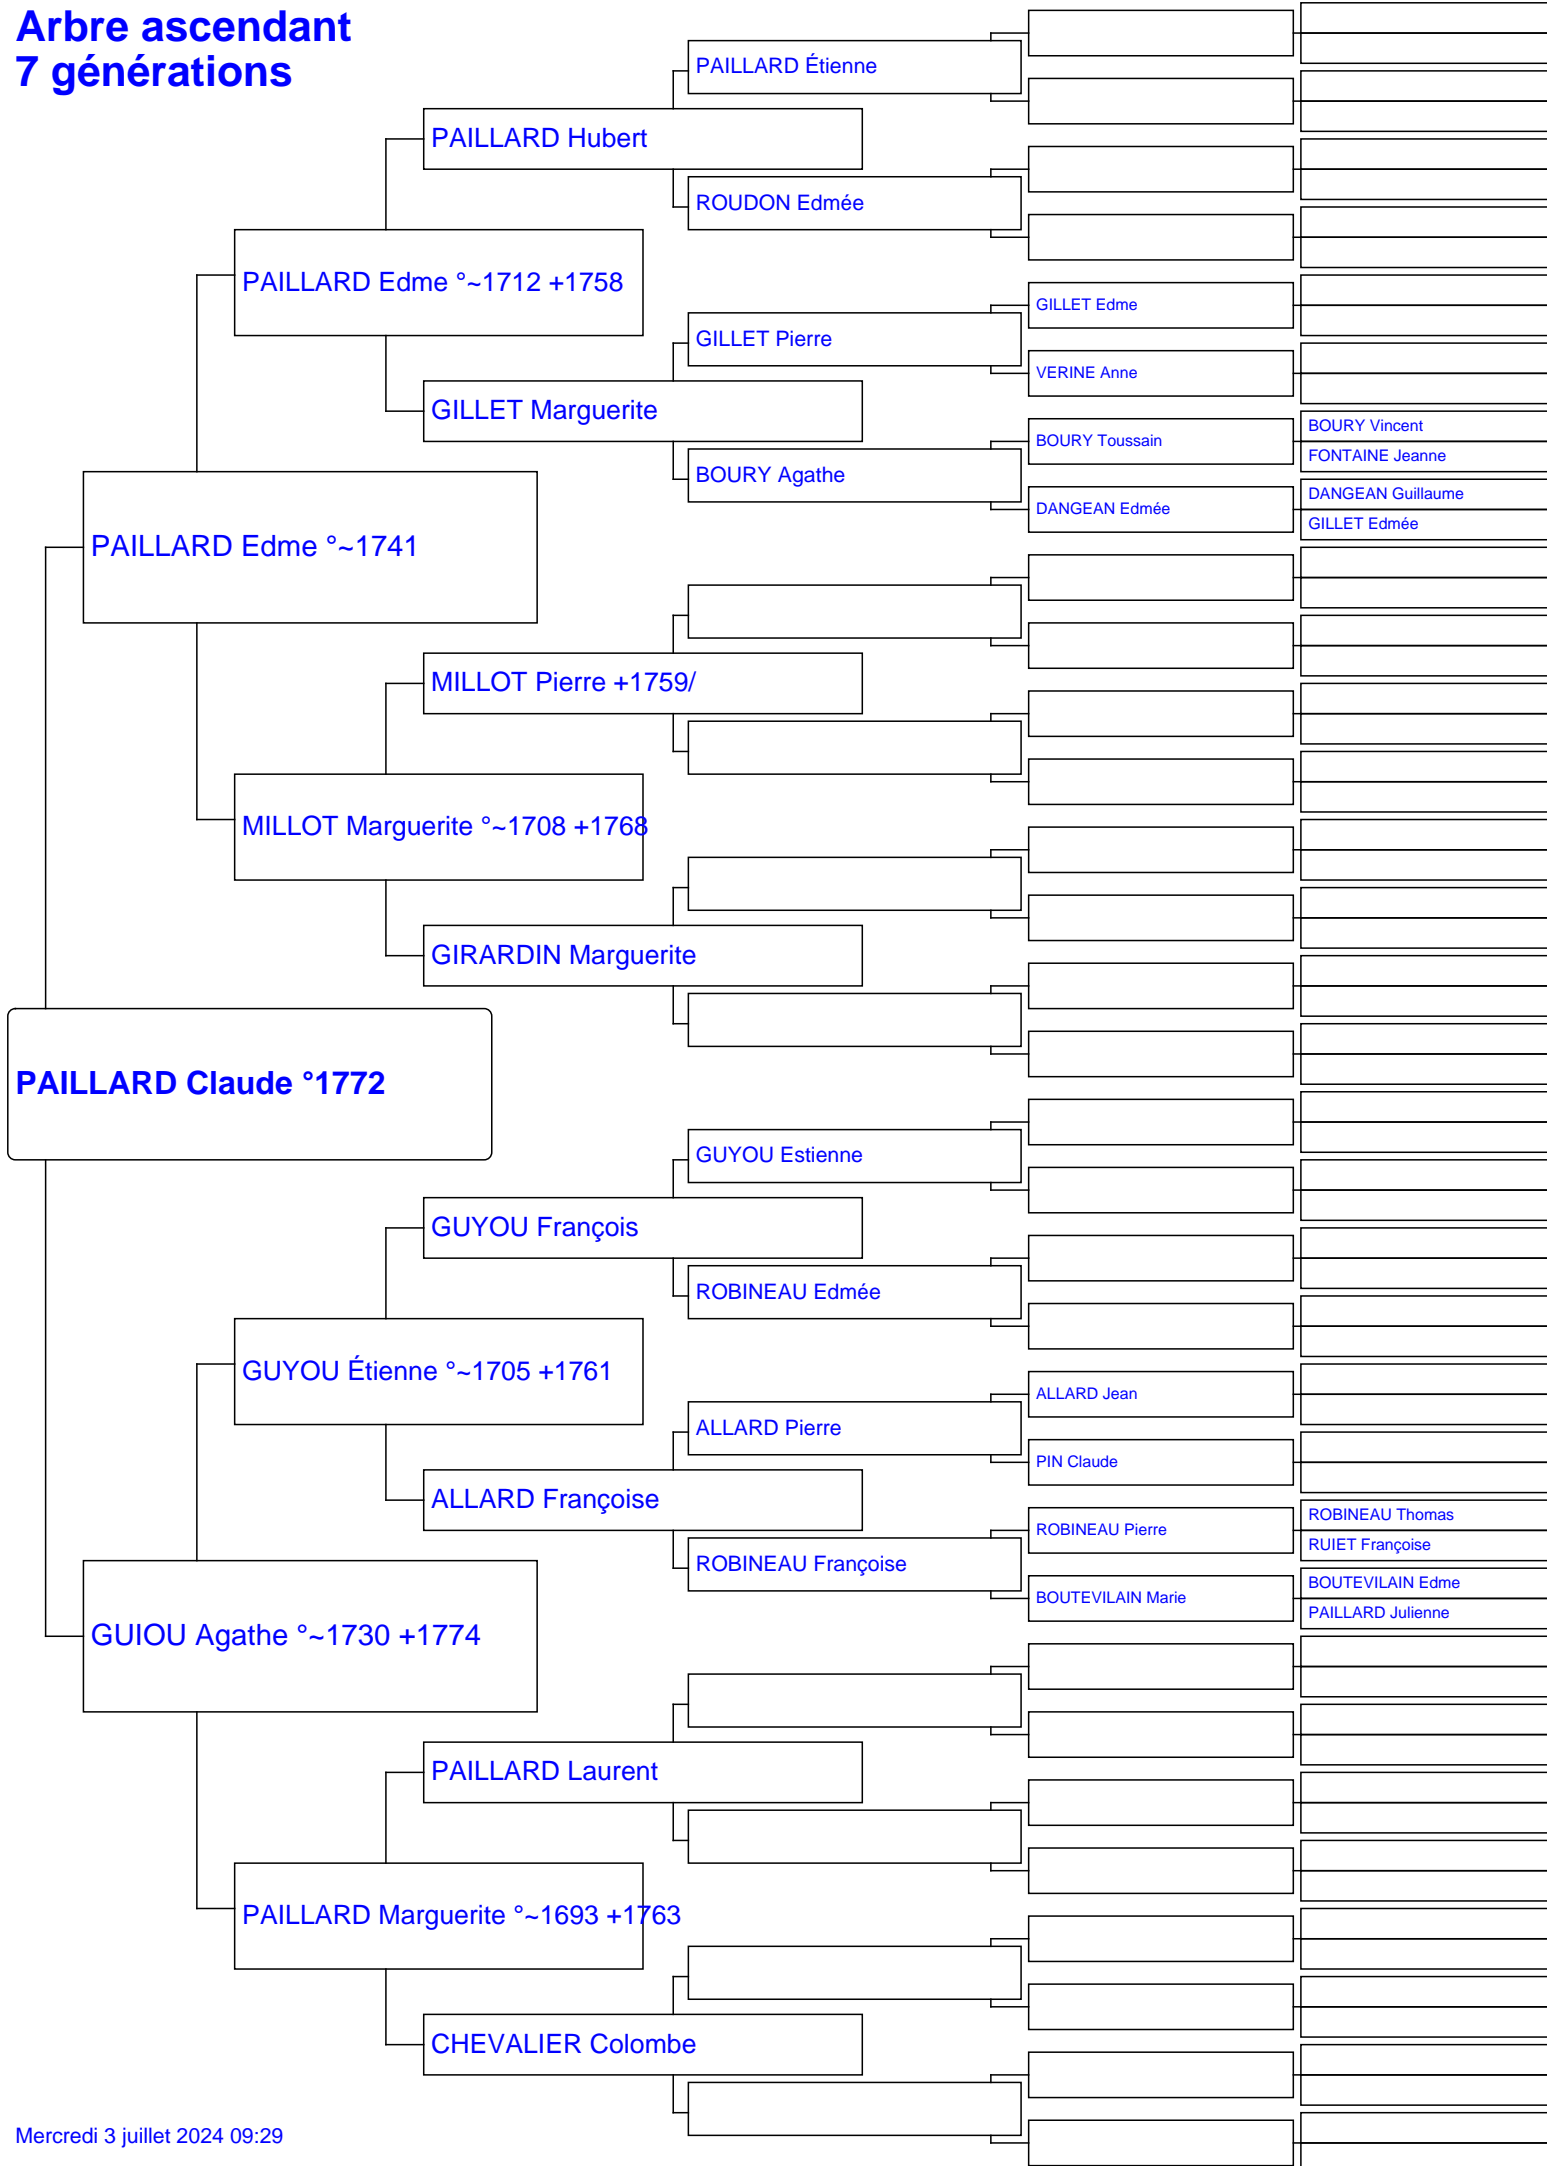 Arbre ascendant
7 générations
PAILLARD Étienne
PAILLARD Hubert
ROUDON Edmée
PAILLARD Edme °~1712 +1758
GILLET Edme
GILLET Pierre
VERINE Anne
GILLET Marguerite
BOURY Vincent
BOURY Toussain
FONTAINE Jeanne
BOURY Agathe
DANGEAN Guillaume
DANGEAN Edmée
GILLET Edmée
PAILLARD Edme °~1741
MILLOT Pierre +1759/
MILLOT Marguerite °~1708 +1768
GIRARDIN Marguerite
PAILLARD Claude °1772
GUYOU Estienne
GUYOU François
ROBINEAU Edmée
GUYOU Étienne °~1705 +1761
ALLARD Jean
ALLARD Pierre
PIN Claude
ALLARD Françoise
ROBINEAU Thomas
ROBINEAU Pierre
RUIET Françoise
ROBINEAU Françoise
BOUTEVILAIN Edme
BOUTEVILAIN Marie
PAILLARD Julienne
GUIOU Agathe °~1730 +1774
PAILLARD Laurent
PAILLARD Marguerite °~1693 +1763
CHEVALIER Colombe
Mercredi 3 juillet 2024 09:29